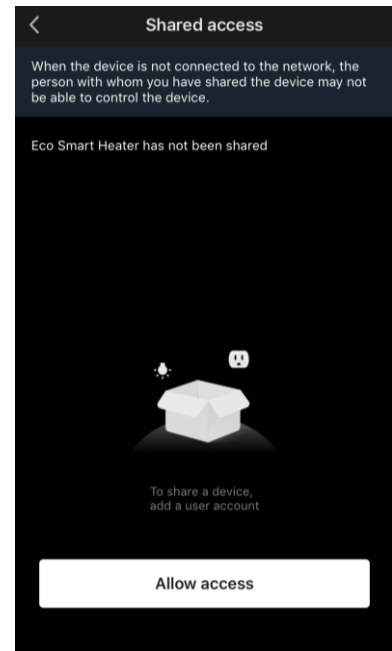 Shared access
When the device is not connected to the network, the
person with whom you have shared the device may not
be able to control the device.
Eco Smart Heater has not been shared
To share a device,
add a user account
Allow access